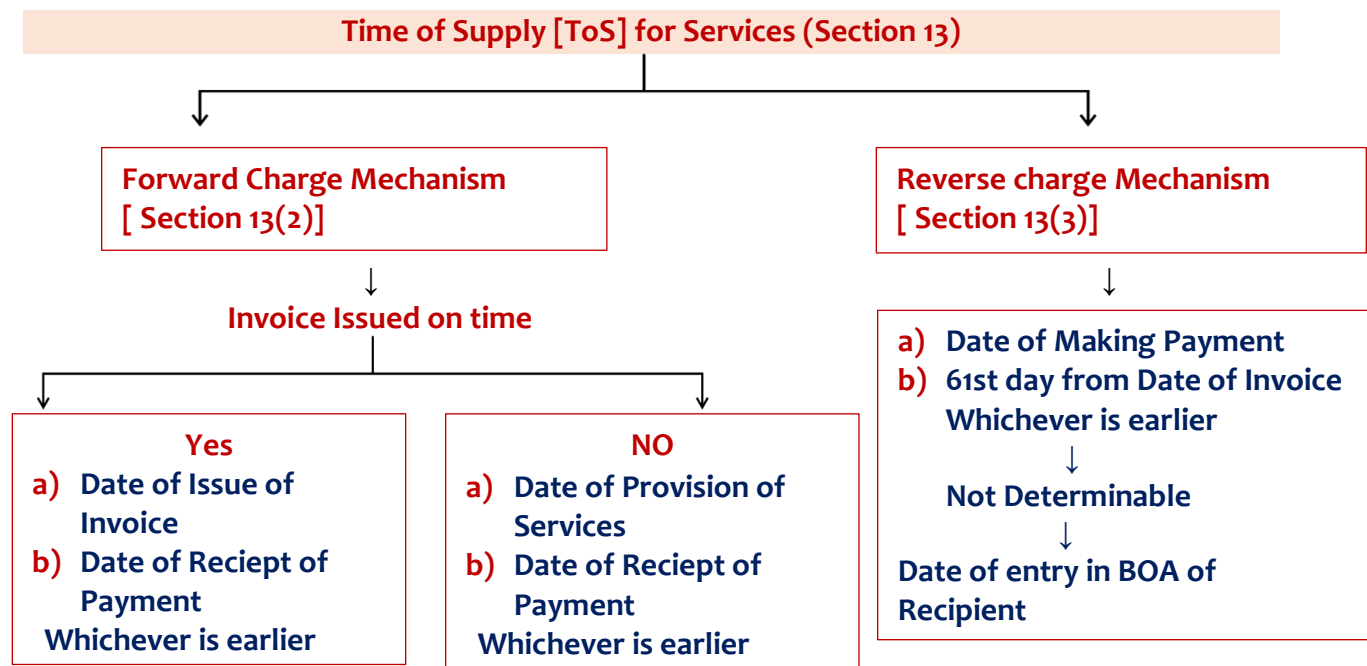 Time of Supply [ToS] for Services (Section 13)
Forward Charge Mechanism
[ Section 13(2)]
Reverse charge Mechanism
[ Section 13(3)]
↓
↓
Invoice Issued on time
Yes
a) Date of Issue of
Invoice
b) Date of Reciept of
Payment
Whichever is earlier
NO
a) Date of Provision of
Services
b) Date of Reciept of
Payment
Whichever is earlier
a) Date of Making Payment
b) 61st day from Date of Invoice
Whichever is earlier
↓
Not Determinable
↓
Date of entry in BOA of
Recipient